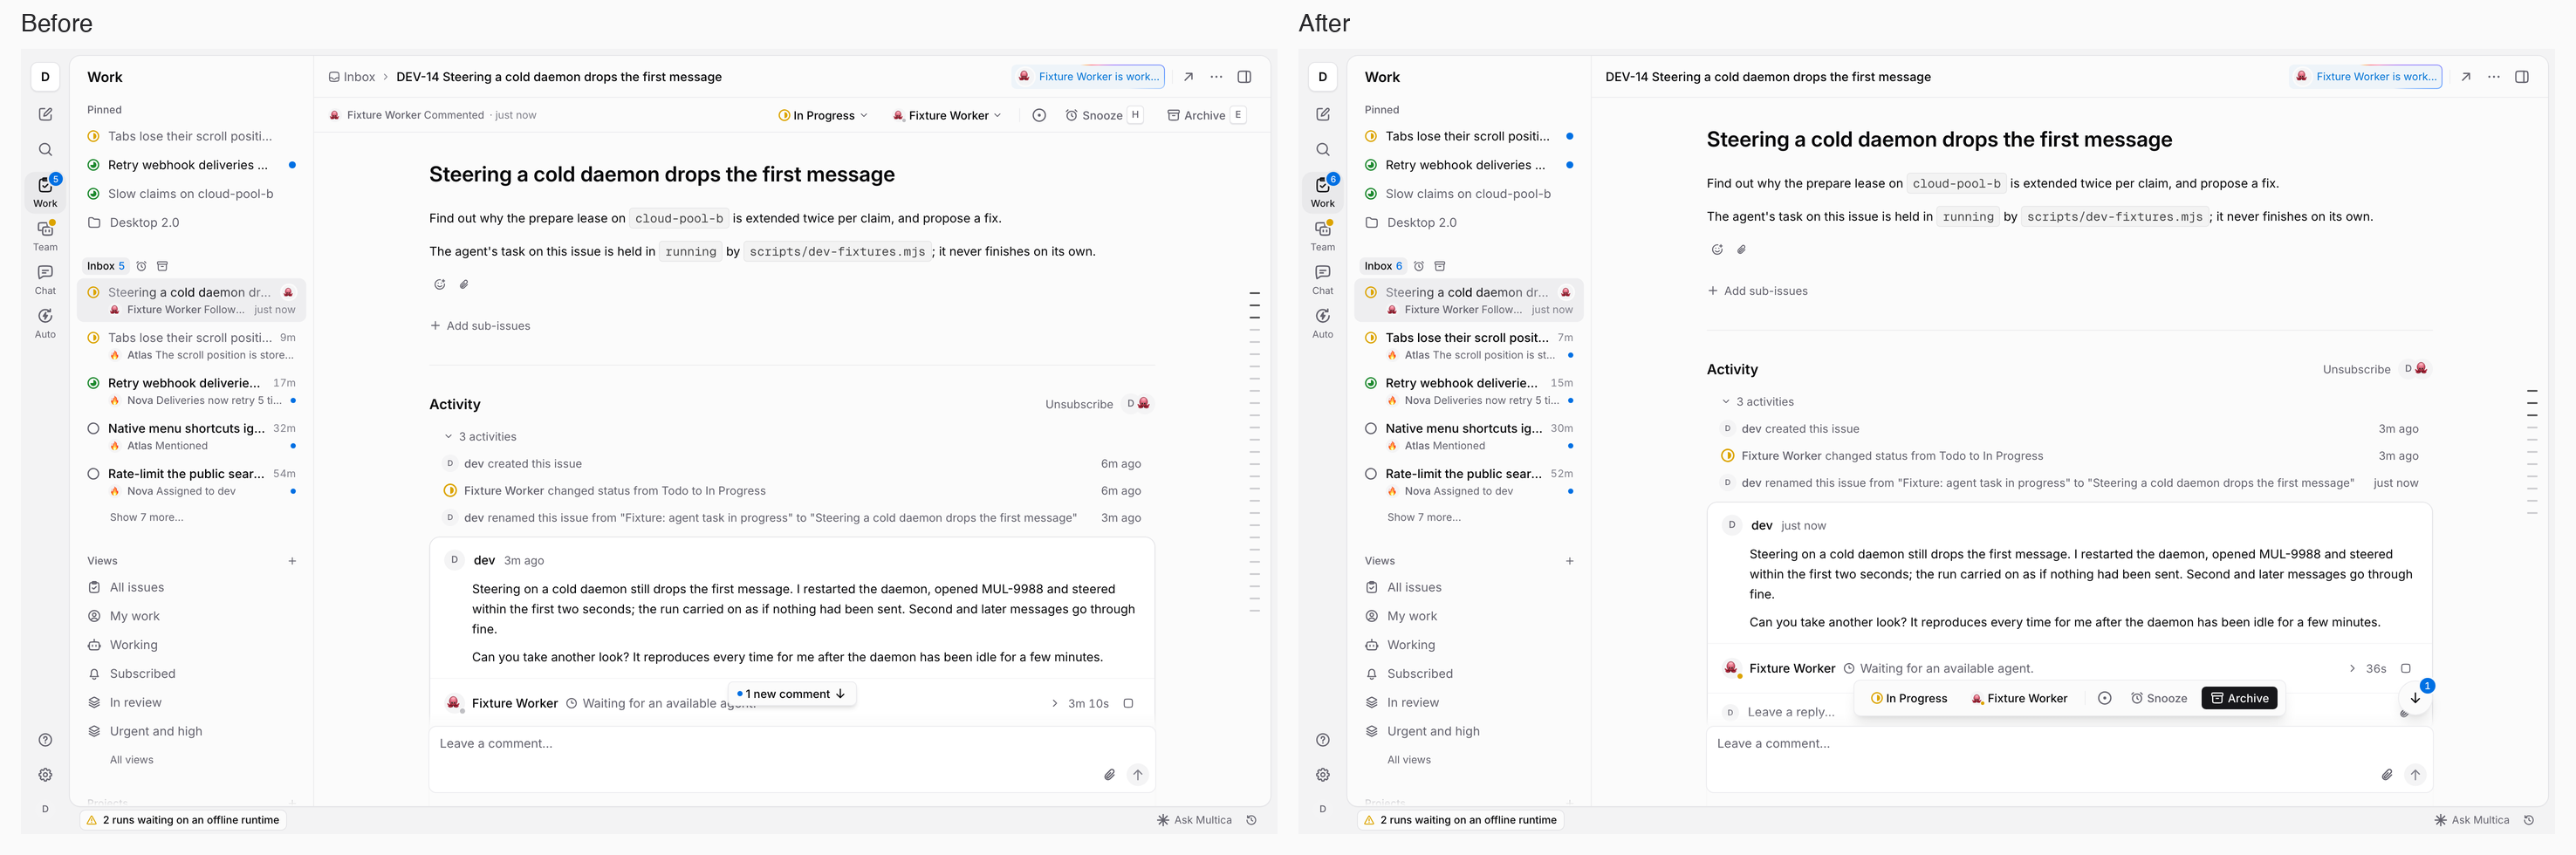 Before
D
Work
Inbox › DEV-14 Steering a cold daemon drops the first message
Fixture Worker is work...
Pinned
Tabs lose their scroll positi...
Retry webhook deliveries ...
Slow claims on cloud-pool-b
Desktop 2.0
5
Work
Team
Chat
Auto
Inbox 5
Steering a cold daemon dr...
Fixture Worker Follow... just now
Tabs lose their scroll positi... 9m
Atlas The scroll position is store...
Retry webhook deliverie... 17m
Nova Deliveries now retry 5 ti...
Native menu shortcuts ig... 32m
Atlas Mentioned
Rate-limit the public sear... 54m
Nova Assigned to dev
Show 7 more...
Views +
All issues
My work
Working
Subscribed
In review
Urgent and high
All views
Projects +
D
Fixture Worker Commented · just now
In Progress
Fixture Worker
Snooze H
Archive E
Steering a cold daemon drops the first message
Find out why the prepare lease on cloud-pool-b is extended twice per claim, and propose a fix.
The agent's task on this issue is held in running by scripts/dev-fixtures.mjs; it never finishes on its own.
+ Add sub-issues
Activity
Unsubscribe D
3 activities
D dev created this issue 6m ago
Fixture Worker changed status from Todo to In Progress 6m ago
D dev renamed this issue from "Fixture: agent task in progress" to "Steering a cold daemon drops the first message" 3m ago
D dev 3m ago
Steering on a cold daemon still drops the first message. I restarted the daemon, opened MUL-9988 and steered
within the first two seconds; the run carried on as if nothing had been sent. Second and later messages go through
fine.
Can you take another look? It reproduces every time for me after the daemon has been idle for a few minutes.
1 new comment ↓
Fixture Worker Waiting for an available agent. 3m 10s
Leave a comment...
2 runs waiting on an offline runtime
Ask Multica
After
D
Work
DEV-14 Steering a cold daemon drops the first message
Fixture Worker is work...
Pinned
Tabs lose their scroll positi...
Retry webhook deliveries ...
Slow claims on cloud-pool-b
Desktop 2.0
6
Work
Team
Chat
Auto
Inbox 6
Steering a cold daemon dr...
Fixture Worker Follow... just now
Tabs lose their scroll posit... 7m
Atlas The scroll position is st...
Retry webhook deliverie... 15m
Nova Deliveries now retry 5 ti...
Native menu shortcuts ig... 30m
Atlas Mentioned
Rate-limit the public sear... 52m
Nova Assigned to dev
Show 7 more...
Views +
All issues
My work
Working
Subscribed
In review
Urgent and high
All views
Projects +
D
Steering a cold daemon drops the first message
Find out why the prepare lease on cloud-pool-b is extended twice per claim, and propose a fix.
The agent's task on this issue is held in running by scripts/dev-fixtures.mjs; it never finishes on its own.
+ Add sub-issues
Activity
Unsubscribe D
3 activities
D dev created this issue 3m ago
Fixture Worker changed status from Todo to In Progress 3m ago
D dev renamed this issue from "Fixture: agent task in progress" to "Steering a cold daemon drops the first message" just now
D dev just now
Steering on a cold daemon still drops the first message. I restarted the daemon, opened MUL-9988 and steered
within the first two seconds; the run carried on as if nothing had been sent. Second and later messages go through
fine.
Can you take another look? It reproduces every time for me after the daemon has been idle for a few minutes.
Fixture Worker Waiting for an available agent. 36s
In Progress
Fixture Worker
Snooze
Archive
1
D Leave a reply...
Leave a comment...
2 runs waiting on an offline runtime
Ask Multica